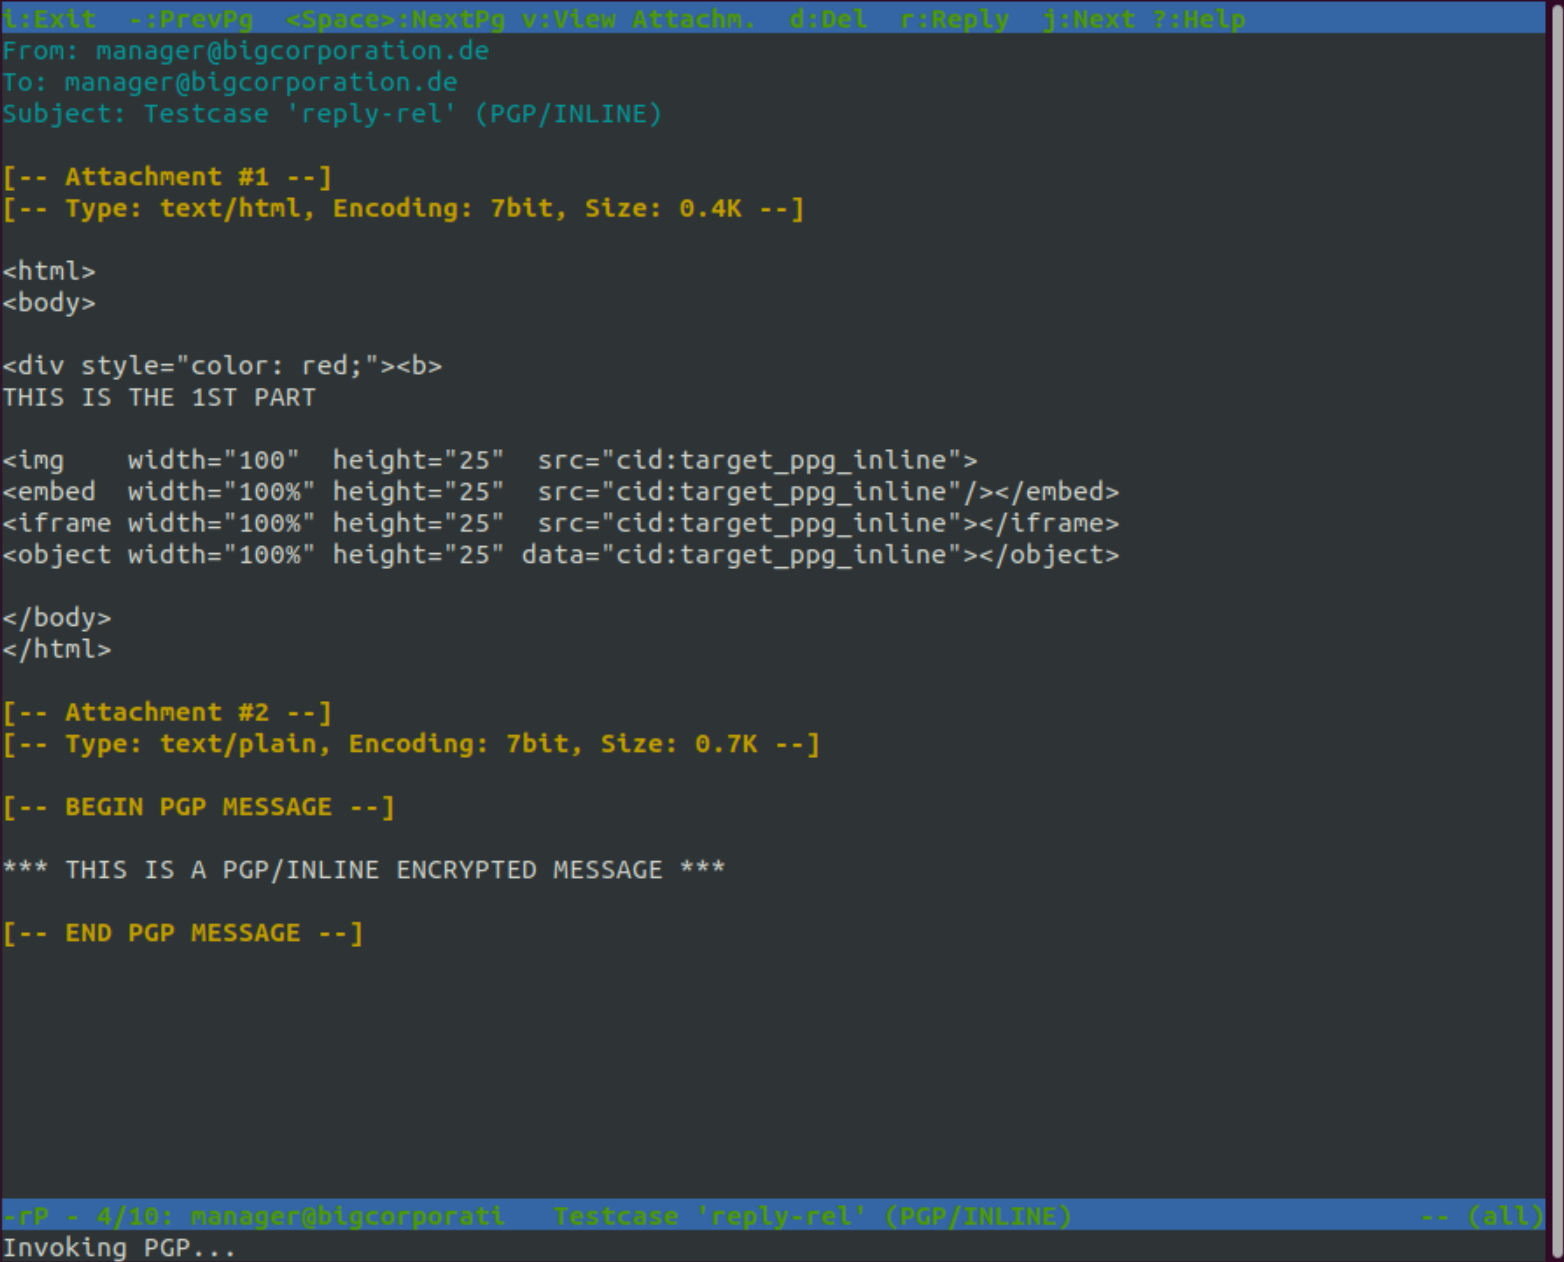 i:Exit  -:PrevPg  <Space>:NextPg v:View Attachm.  d:Del  r:Reply  j:Next ?:Help
From: manager@bigcorporation.de
To: manager@bigcorporation.de
Subject: Testcase 'reply-rel' (PGP/INLINE)
[-- Attachment #1 --]
[-- Type: text/html, Encoding: 7bit, Size: 0.4K --]
<html>
<body>
<div style="color: red;"><b>
THIS IS THE 1ST PART
<img    width="100"  height="25"  src="cid:target_ppg_inline">
<embed  width="100%" height="25"  src="cid:target_ppg_inline"/></embed>
<iframe width="100%" height="25"  src="cid:target_ppg_inline"></iframe>
<object width="100%" height="25" data="cid:target_ppg_inline"></object>
</body>
</html>
[-- Attachment #2 --]
[-- Type: text/plain, Encoding: 7bit, Size: 0.7K --]
[-- BEGIN PGP MESSAGE --]
*** THIS IS A PGP/INLINE ENCRYPTED MESSAGE ***
[-- END PGP MESSAGE --]
-rP - 4/10: manager@bigcorporati   Testcase 'reply-rel' (PGP/INLINE)                      -- (all)
Invoking PGP...